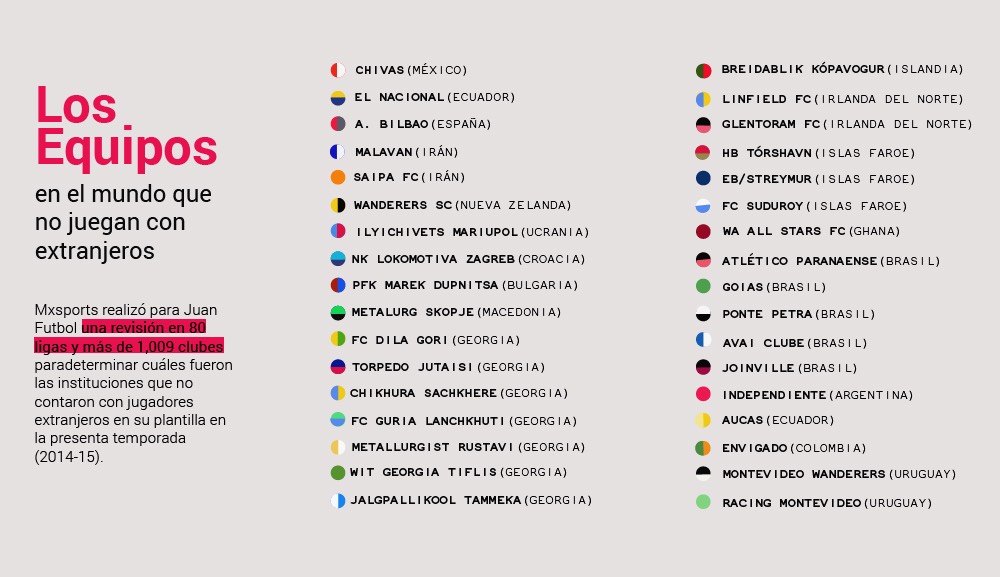 Los
Equipos
en el mundo que
no juegan con
extranjeros
Mxsports realizó para Juan
Futbol una revisión en 80
ligas y más de 1,009 clubes
paradeterminar cuáles fueron
las instituciones que no
contaron con jugadores
extranjeros en su plantilla en
la presente temporada
(2014-15).
CHIVAS (MÉXICO)
EL NACIONAL (ECUADOR)
A. BILBAO (ESPAÑA)
MALAVAN (IRÁN)
SAIPA FC (IRÁN)
WANDERERS SC (NUEVA ZELANDA)
ILYICHIVETS MARIUPOL (UCRANIA)
NK LOKOMOTIVA ZAGREB (CROACIA)
PFK MAREK DUPNITSA (BULGARIA)
METALURG SKOPJE (MACEDONIA)
FC DILA GORI (GEORGIA)
TORPEDO JUTAISI (GEORGIA)
CHIKHURA SACHKHERE (GEORGIA)
FC GURIA LANCHKHUTI (GEORGIA)
METALLURGIST RUSTAVI (GEORGIA)
WIT GEORGIA TIFLIS (GEORGIA)
JALGPALLIKOOL TAMMEKA (GEORGIA)
BREIDABLIK KÓPAVOGUR (ISLANDIA)
LINFIELD FC (IRLANDA DEL NORTE)
GLENTORAM FC (IRLANDA DEL NORTE)
HB TÓRSHAVN (ISLAS FAROE)
EB/STREYMUR (ISLAS FAROE)
FC SUDUROY (ISLAS FAROE)
WA ALL STARS FC (GHANA)
ATLÉTICO PARANAENSE (BRASIL)
GOIAS (BRASIL)
PONTE PETRA (BRASIL)
AVAI CLUBE (BRASIL)
JOINVILLE (BRASIL)
INDEPENDIENTE (ARGENTINA)
AUCAS (ECUADOR)
ENVIGADO (COLOMBIA)
MONTEVIDEO WANDERERS (URUGUAY)
RACING MONTEVIDEO (URUGUAY)